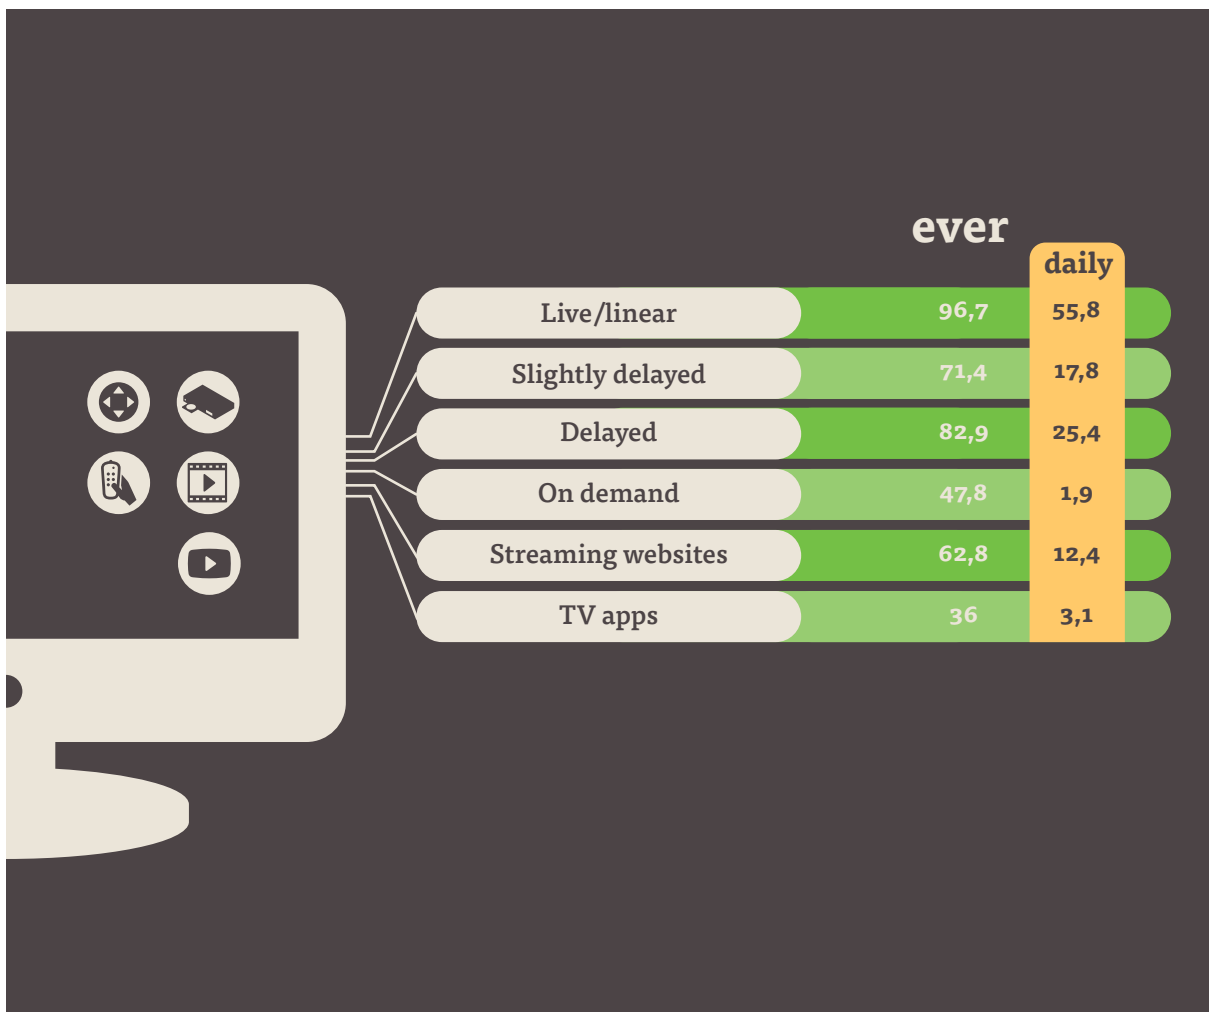 ever
daily
Live/linear 96,7 55,8
Slightly delayed 71,4 17,8
Delayed 82,9 25,4
On demand 47,8 1,9
Streaming websites 62,8 12,4
TV apps 36 3,1